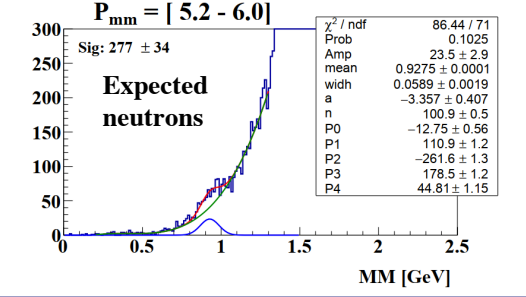 P_mm = [ 5.2 - 6.0]
Sig: 277 ± 34
Expected
neutrons
χ² / ndf 86.44 / 71
Prob 0.1025
Amp 23.5 ± 2.9
mean 0.9275 ± 0.0001
widh 0.0589 ± 0.0019
a −3.357 ± 0.407
n 100.9 ± 0.5
P0 −12.75 ± 0.56
P1 110.9 ± 1.2
P2 −261.6 ± 1.3
P3 178.5 ± 1.2
P4 44.81 ± 1.15
300
250
200
150
100
50
0
0 0.5 1 1.5 2 2.5
MM [GeV]